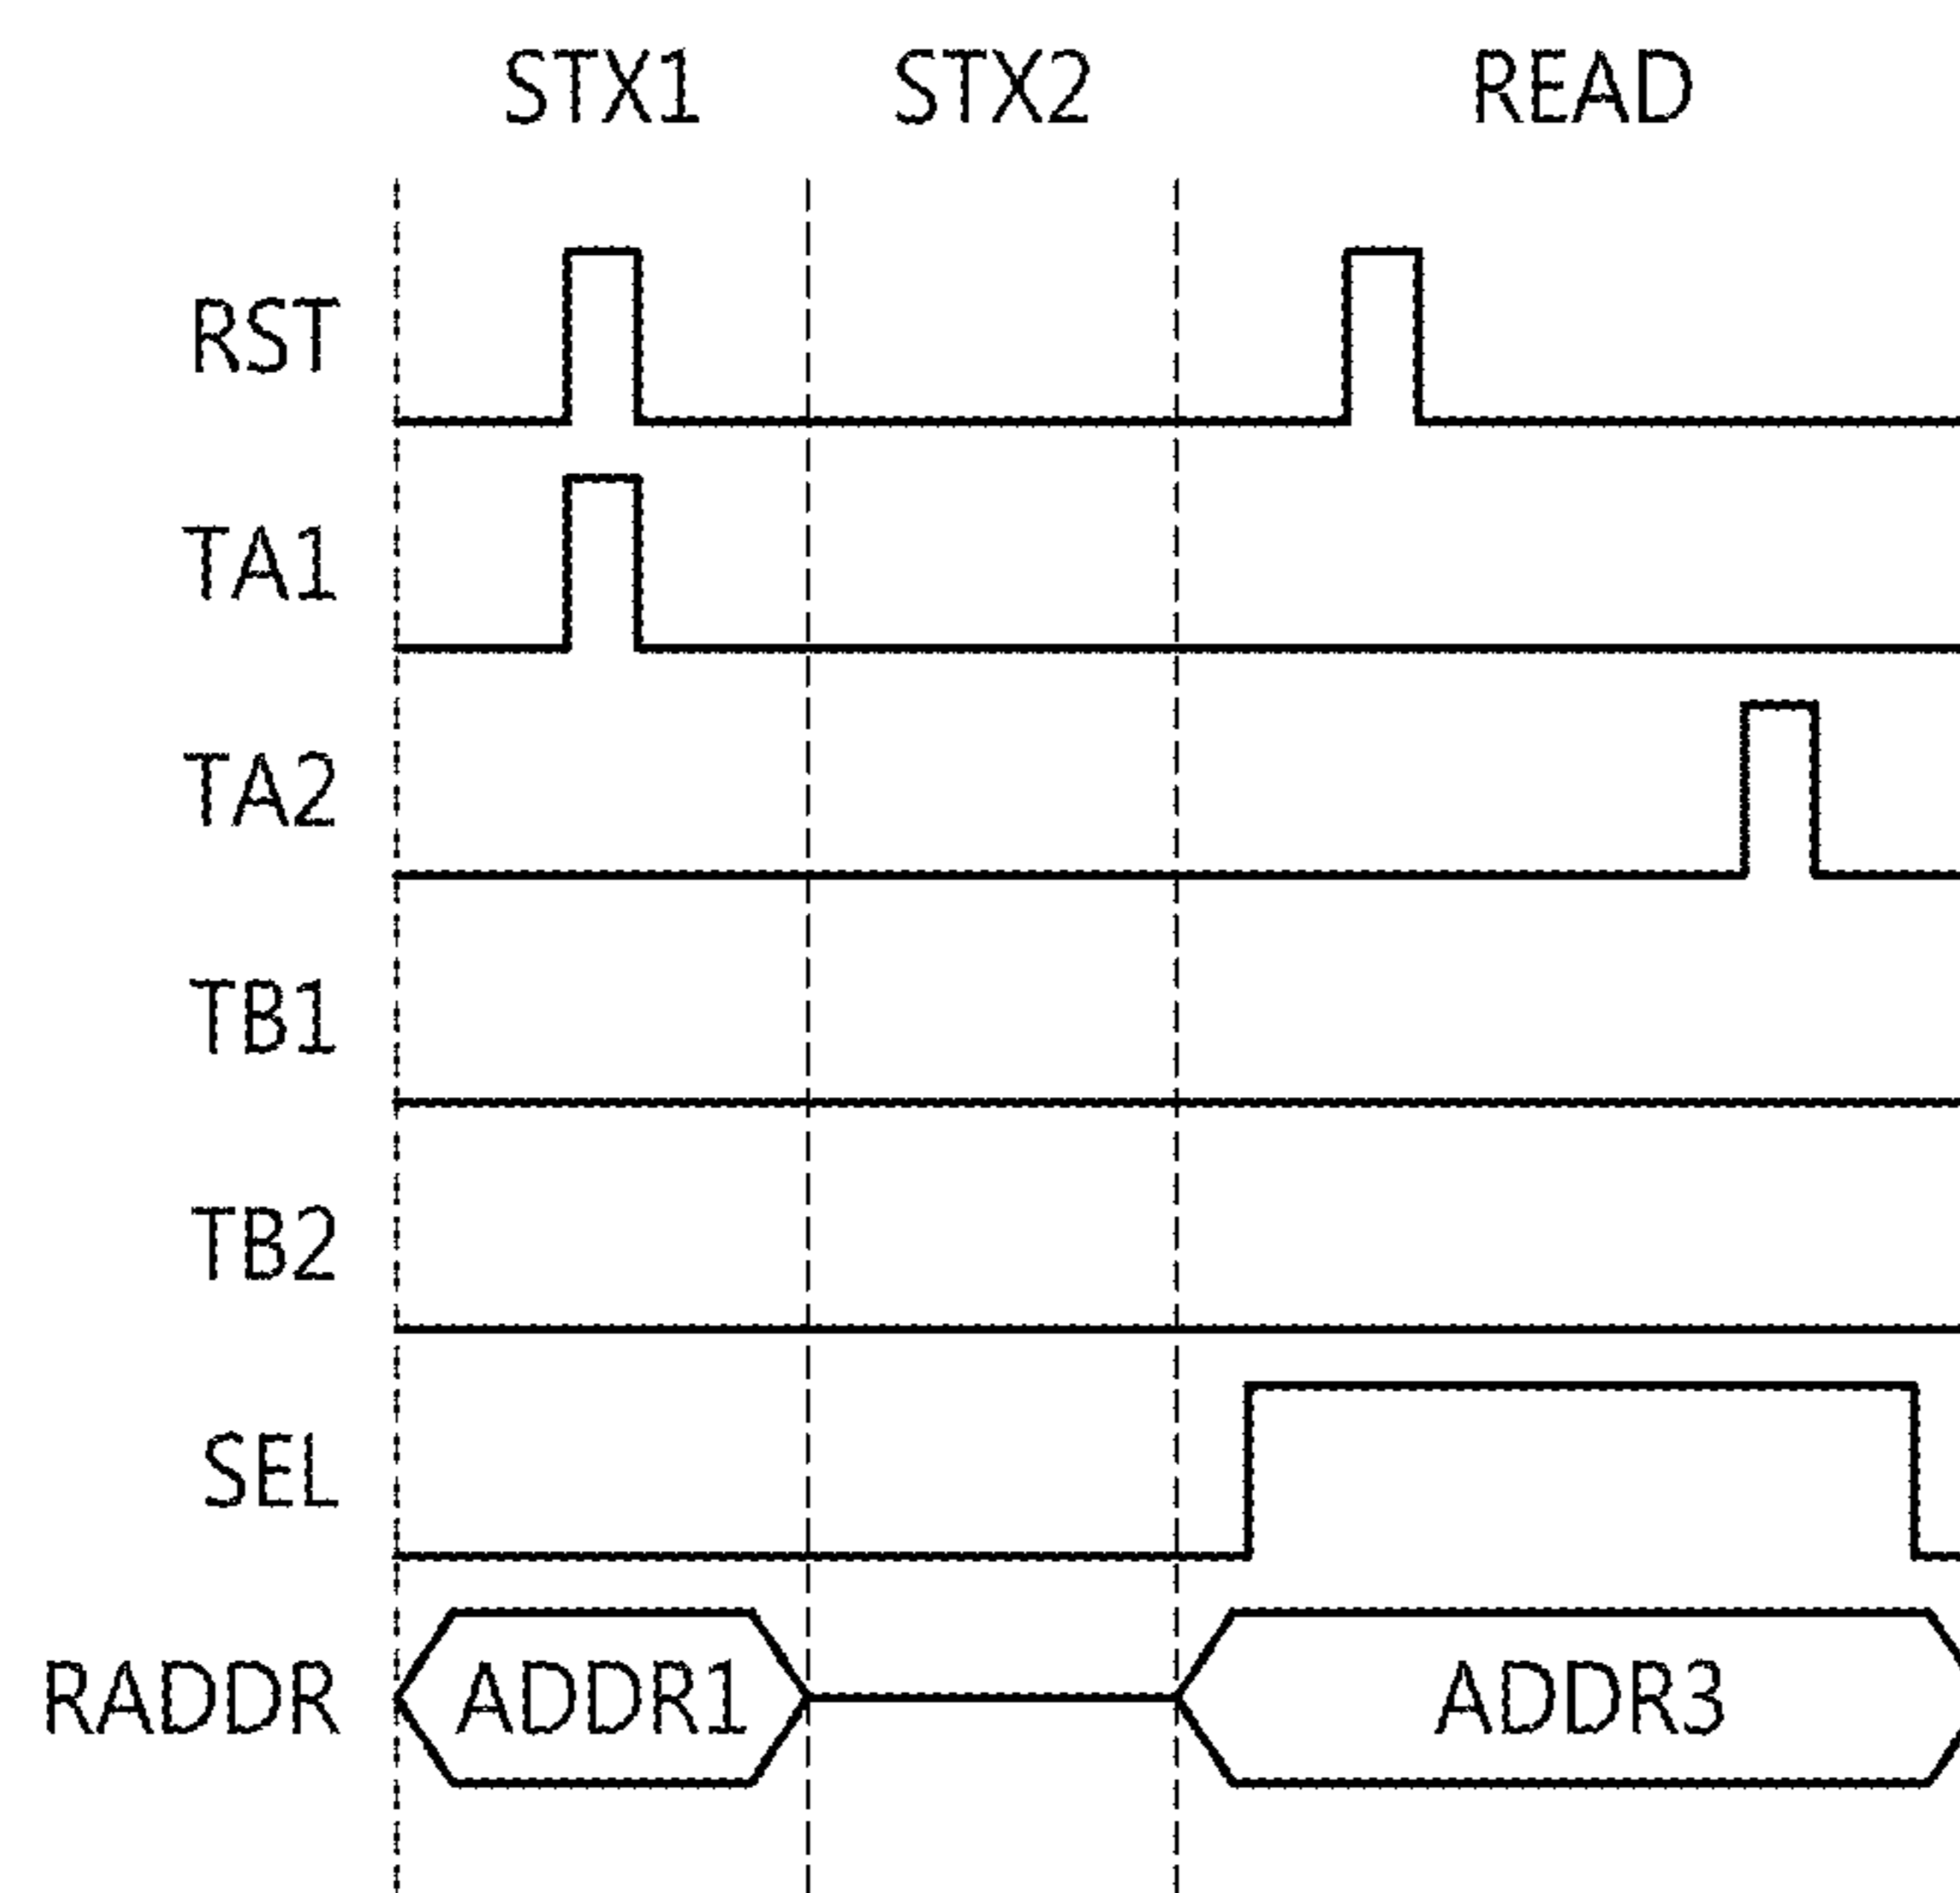 STX1 STX2 READ
RST
TA1
TA2
TB1
TB2
SEL
RADDR ADDR1 ADDR3